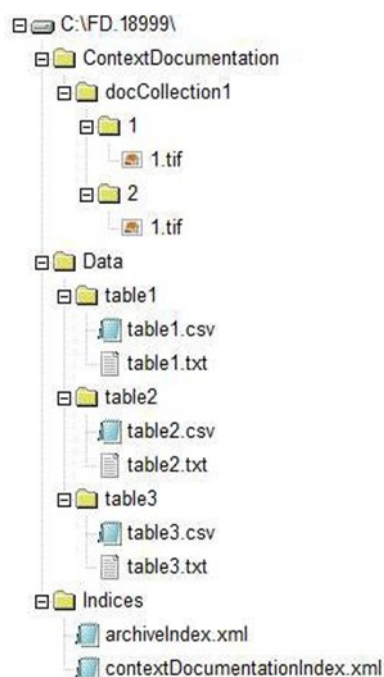 C:\FD.18999\
ContextDocumentation
docCollection1
1
1.tif
2
1.tif
Data
table1
table1.csv
table1.txt
table2
table2.csv
table2.txt
table3
table3.csv
table3.txt
Indices
archiveIndex.xml
contextDocumentationIndex.xml